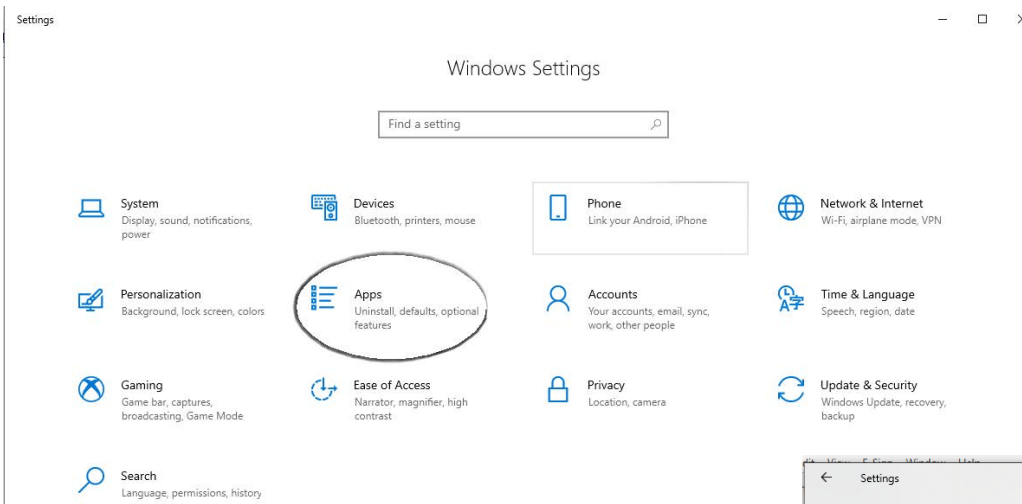 Settings
Windows Settings
Find a setting
System
Display, sound, notifications,
power
Devices
Bluetooth, printers, mouse
Phone
Link your Android, iPhone
Network & Internet
Wi-Fi, airplane mode, VPN
Personalization
Background, lock screen, colors
Apps
Uninstall, defaults, optional
features
Accounts
Your accounts, email, sync,
work, other people
Time & Language
Speech, region, date
Gaming
Game bar, captures,
broadcasting, Game Mode
Ease of Access
Narrator, magnifier, high
contrast
Privacy
Location, camera
Update & Security
Windows Update, recovery,
backup
Search
Language, permissions, history
View E-Sign Window Help
Settings